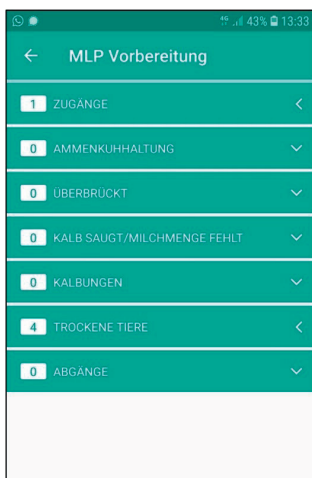 4G 43% 13:33
MLP Vorbereitung
1 ZUGÄNGE
0 AMMENKUHHALTUNG
0 ÜBERBRÜCKT
0 KALB SAUGT/MILCHMENGE FEHLT
0 KALBUNGEN
4 TROCKENE TIERE
0 ABGÄNGE